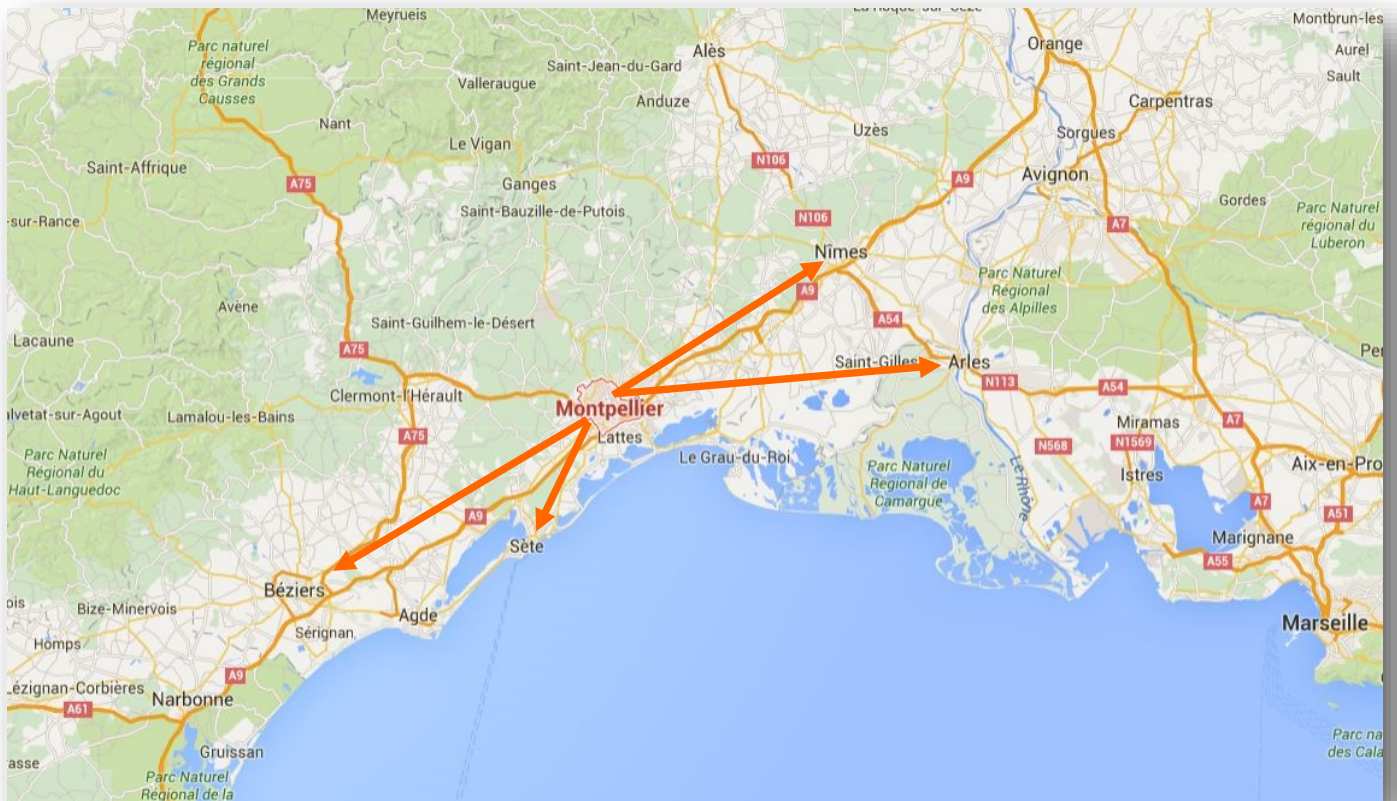 Meyrueis
Montbrun-les
Parc naturel
régional
des Grands
Causses
Alès
Orange
Aurel
Saint-Jean-du-Gard
Sault
Valleraugue
Anduze
Carpentras
Nant
Uzès
Sorgues
Le Vigan
Saint-Affrique
N106
A9
Avignon
A75
Ganges
Gordes
Saint-Bauzille-de-Putois
N106
Parc Naturel
régional du
Luberon
-sur-Rance
A7
Nîmes
Parc Naturel
Régional
des Alpilles
A9
Avène
Saint-Guilhem-le-Désert
A54
Lacaune
A75
Saint-Gilles
Arles
Per
N113
A54
Clermont-l'Hérault
Montpellier
alvetat-sur-Agout
Lamalou-les-Bains
Miramas
A7
A75
Lattes
N568
N1569
Parc Naturel
Régional du
Haut-Languedoc
Le Grau-du-Roi
Parc Naturel
Régional de
Camargue
Istres
Aix-en-Pro
Le Rhône
A7
A51
A9
Marignane
Sète
A55
Béziers
ois
Bize-Minervois
Agde
Marseille
Sérignan
Homps
A9
Lézignan-Corbières
Narbonne
A61
Gruissan
Parc na
des Cala
asse
Parc Naturel
Régional de la